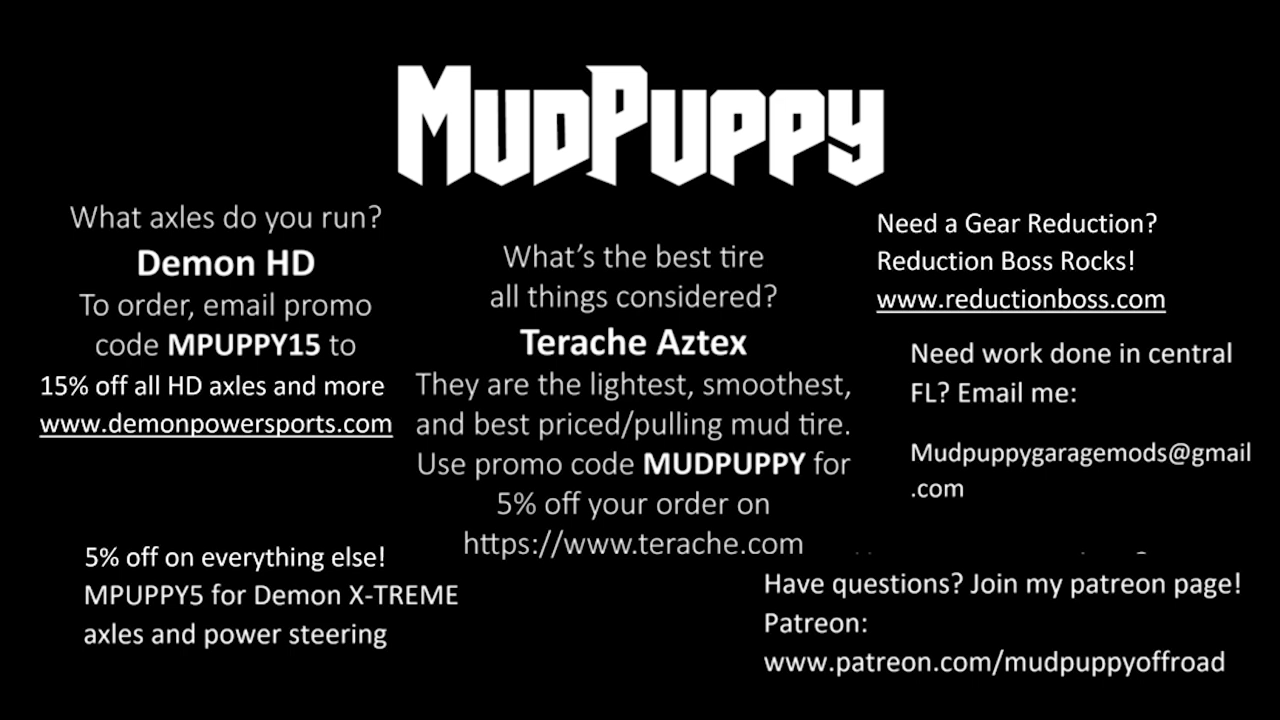 MUDPUPPY
What axles do you run?
Demon HD
To order, email promo
code MPUPPY15 to
15% off all HD axles and more
www.demonpowersports.com
5% off on everything else!
MPUPPY5 for Demon X-TREME
axles and power steering
What's the best tire
all things considered?
Terache Aztex
They are the lightest, smoothest,
and best priced/pulling mud tire.
Use promo code MUDPUPPY for
5% off your order on
https://www.terache.com
Need a Gear Reduction?
Reduction Boss Rocks!
www.reductionboss.com
Need work done in central
FL? Email me:
Mudpuppygaragemods@gmail
.com
Have questions? Join my patreon page!
Patreon:
www.patreon.com/mudpuppyoffroad